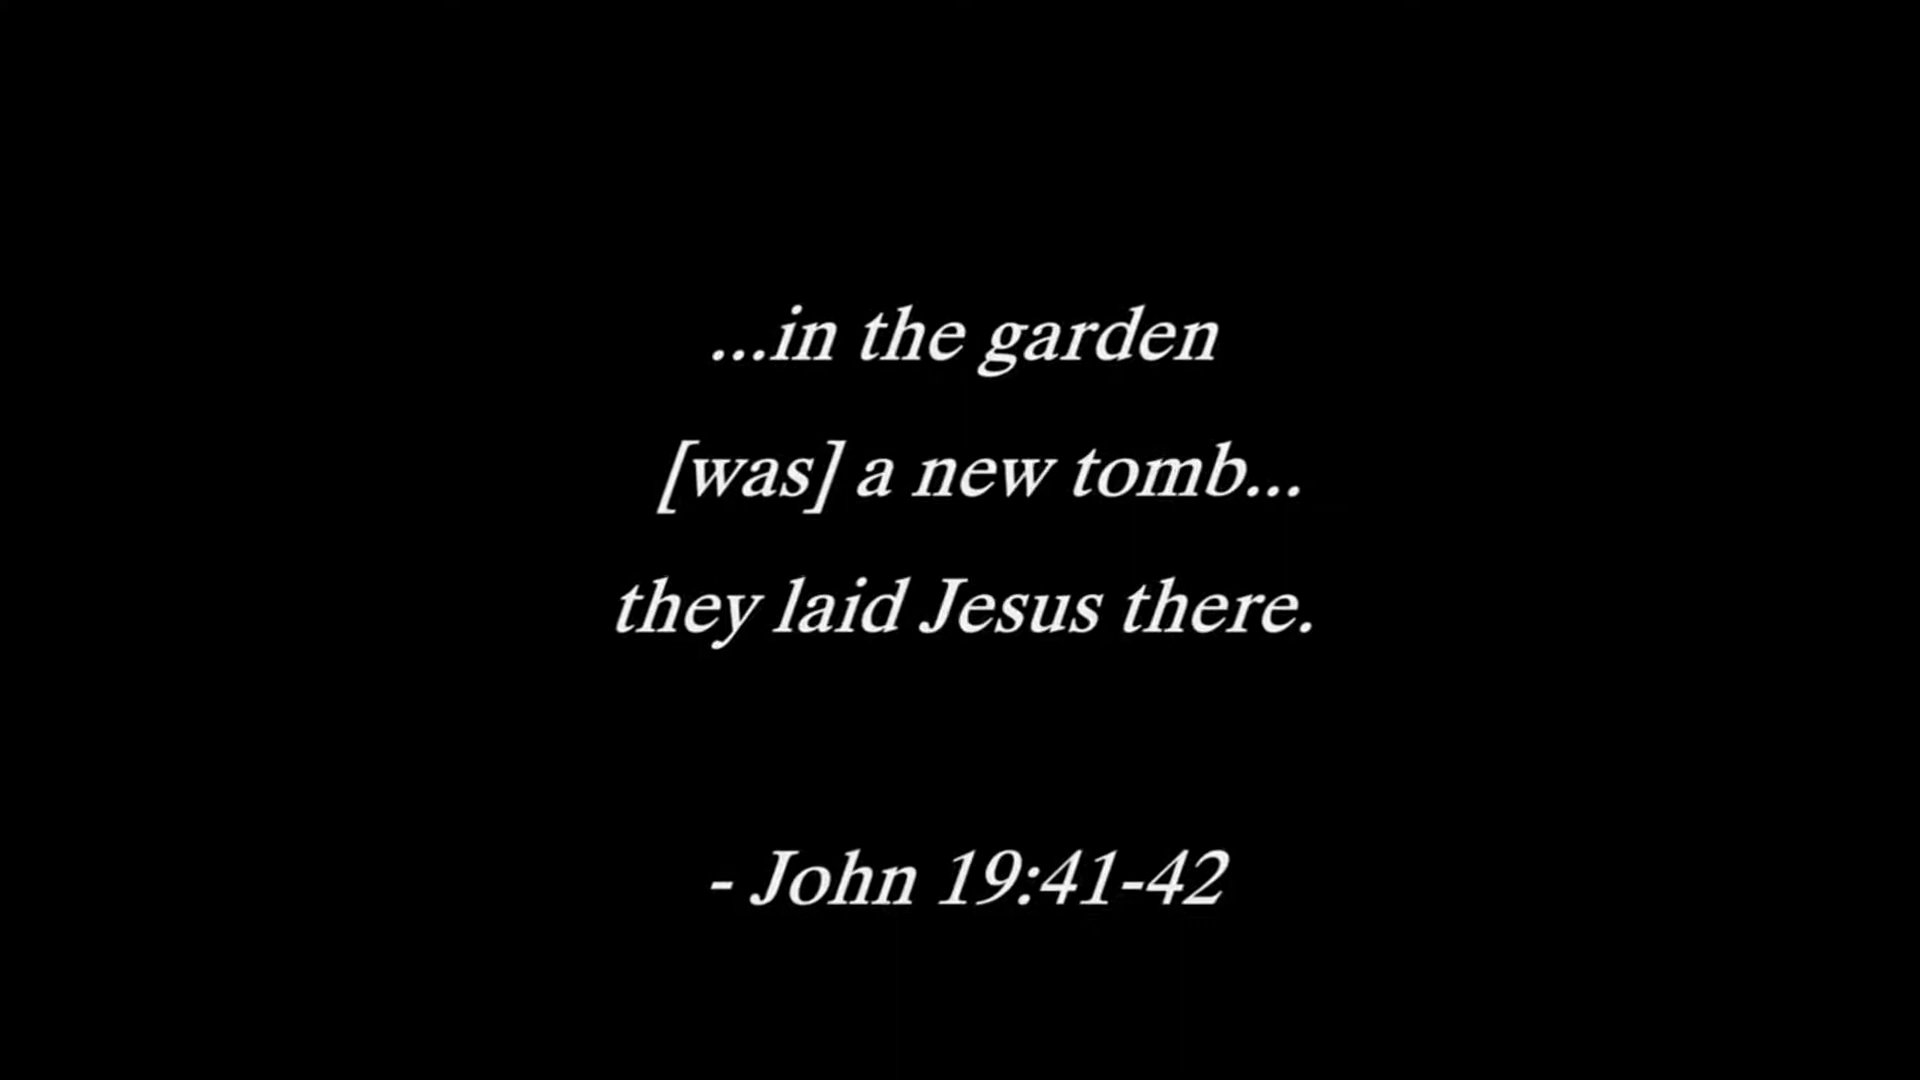 ...in the garden
[was] a new tomb...
they laid Jesus there.
- John 19:41-42